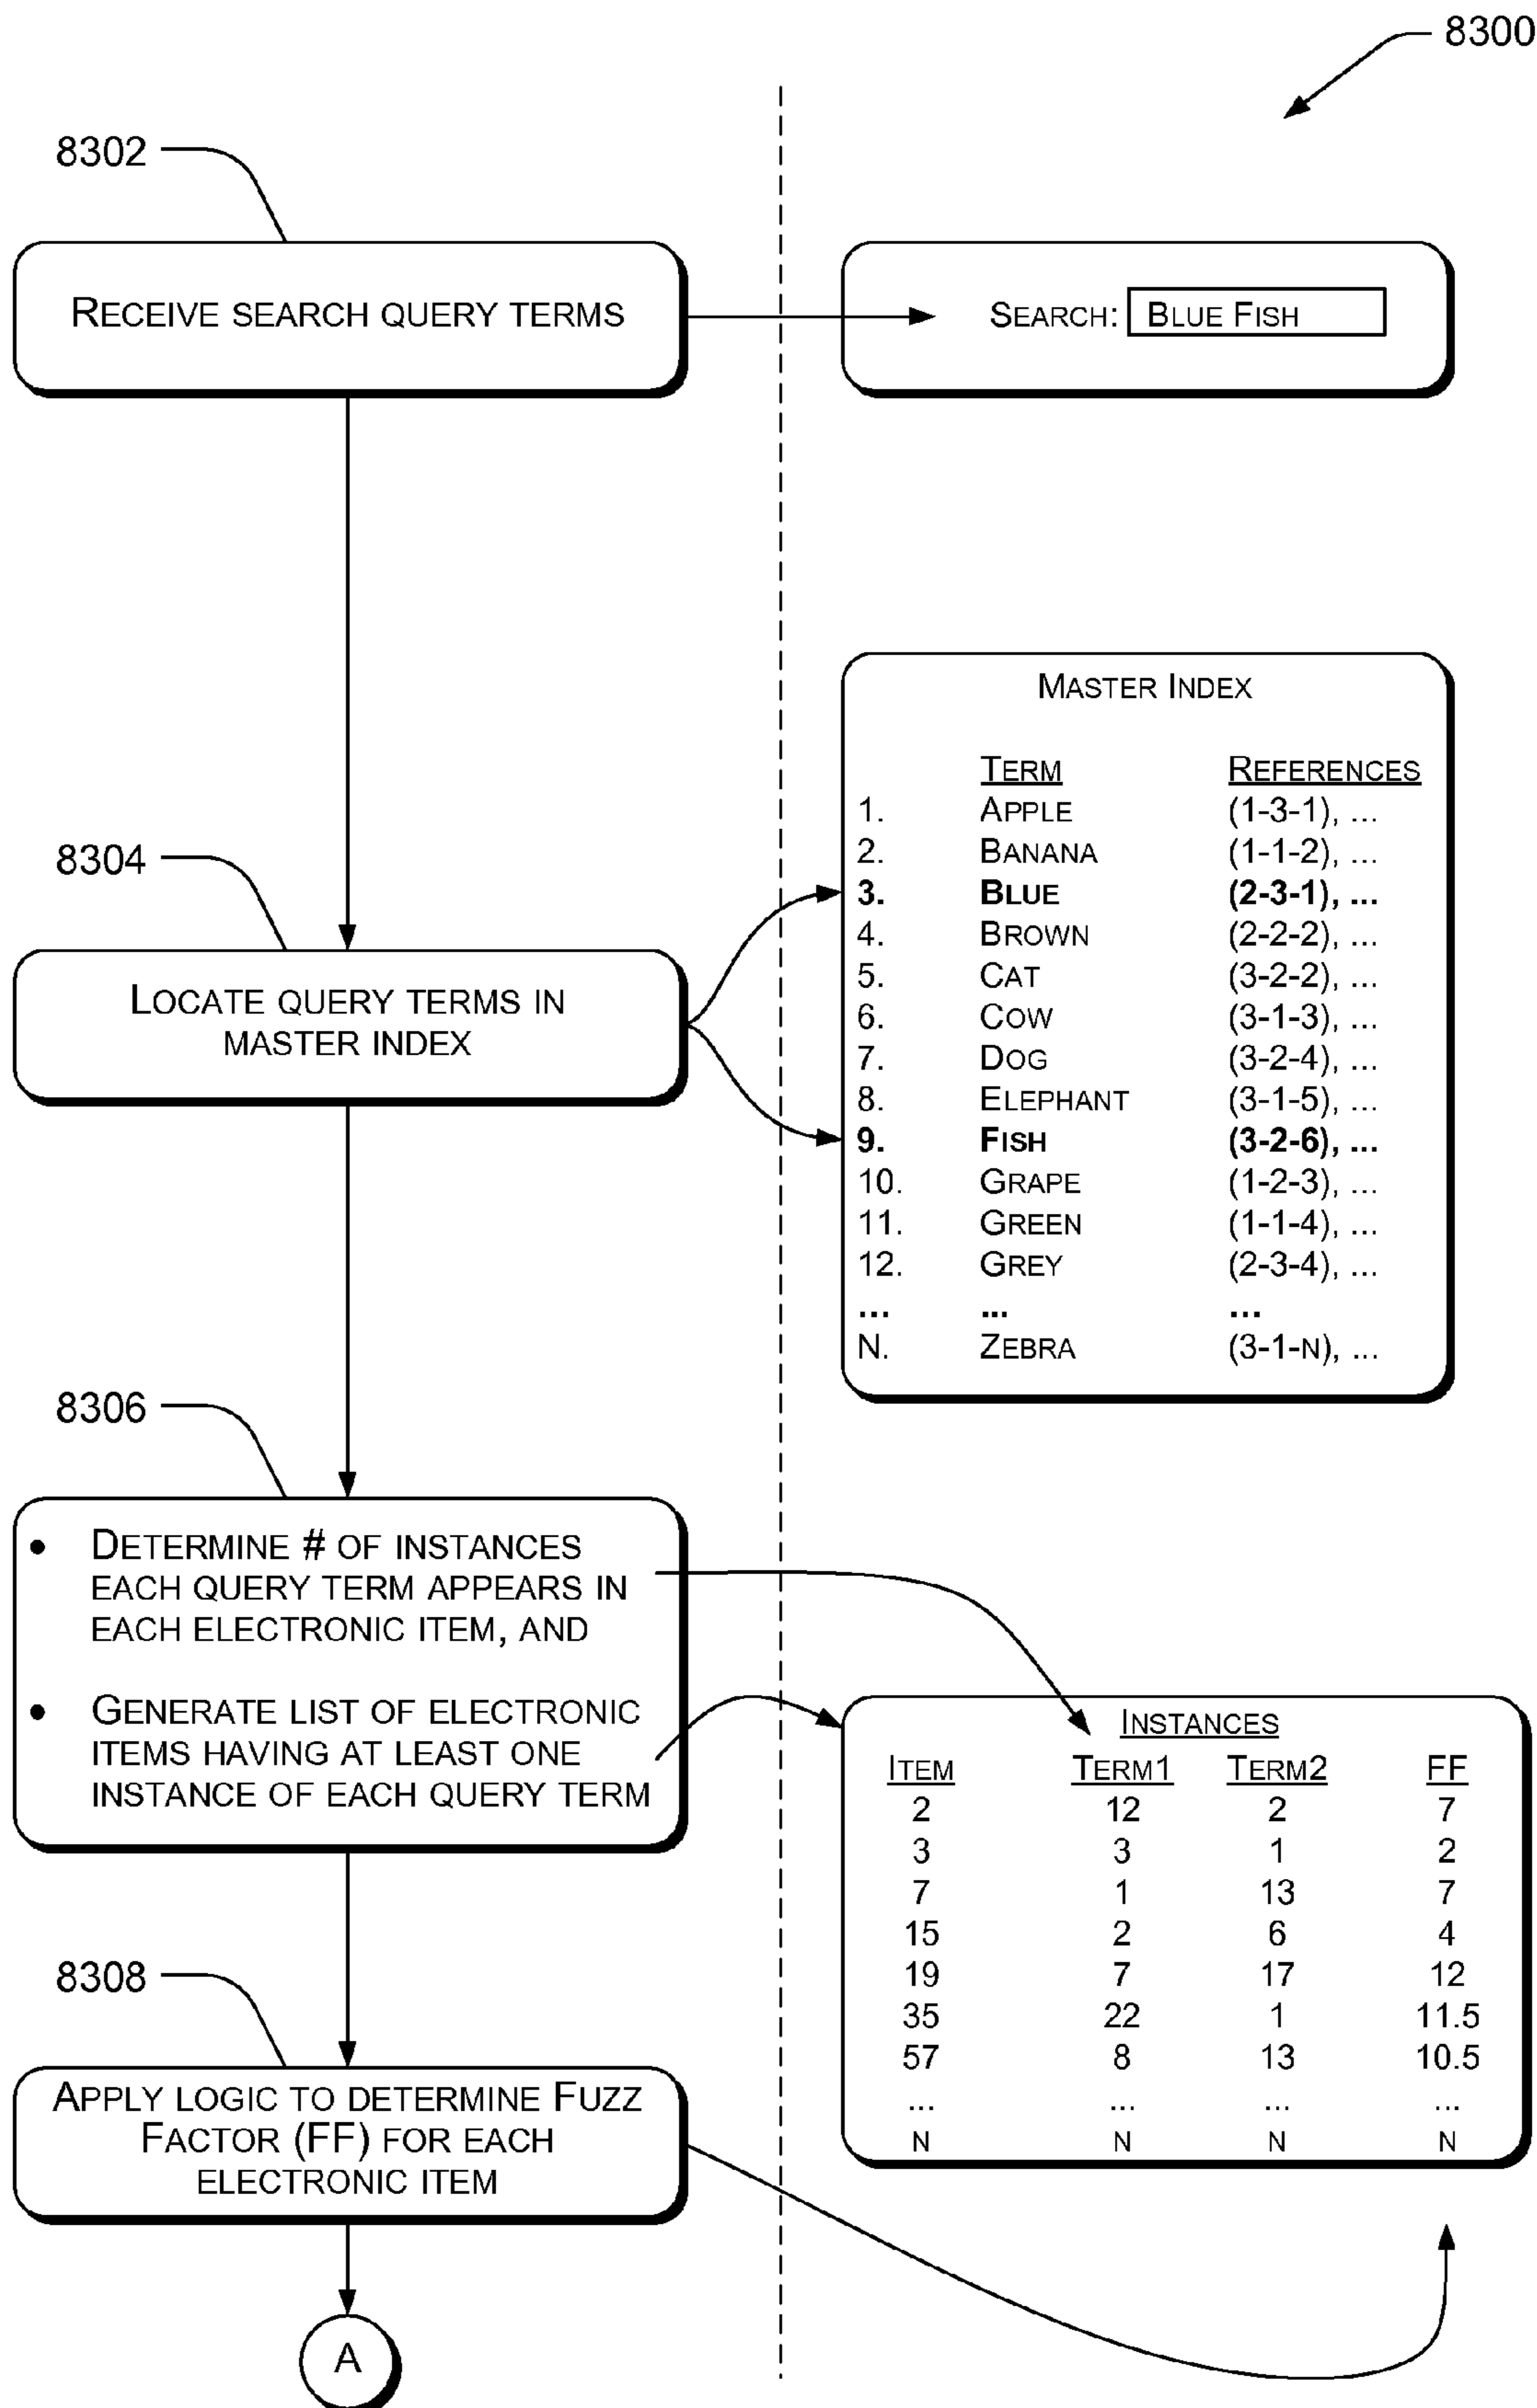 8300
8302
RECEIVE SEARCH QUERY TERMS
SEARCH: BLUE FISH
MASTER INDEX
TERM REFERENCES
1. APPLE (1-3-1), ...
2. BANANA (1-1-2), ...
3. BLUE (2-3-1), ...
4. BROWN (2-2-2), ...
5. CAT (3-2-2), ...
6. COW (3-1-3), ...
7. DOG (3-2-4), ...
8. ELEPHANT (3-1-5), ...
9. FISH (3-2-6), ...
10. GRAPE (1-2-3), ...
11. GREEN (1-1-4), ...
12. GREY (2-3-4), ...
... ... ...
N. ZEBRA (3-1-N), ...
8304
LOCATE QUERY TERMS IN
MASTER INDEX
8306
• DETERMINE # OF INSTANCES
EACH QUERY TERM APPEARS IN
EACH ELECTRONIC ITEM, AND
• GENERATE LIST OF ELECTRONIC
ITEMS HAVING AT LEAST ONE
INSTANCE OF EACH QUERY TERM
INSTANCES
ITEM TERM1 TERM2 FF
2 12 2 7
3 3 1 2
7 1 13 7
15 2 6 4
19 7 17 12
35 22 1 11.5
57 8 13 10.5
... ... ... ...
N N N N
8308
APPLY LOGIC TO DETERMINE FUZZ
FACTOR (FF) FOR EACH
ELECTRONIC ITEM
A